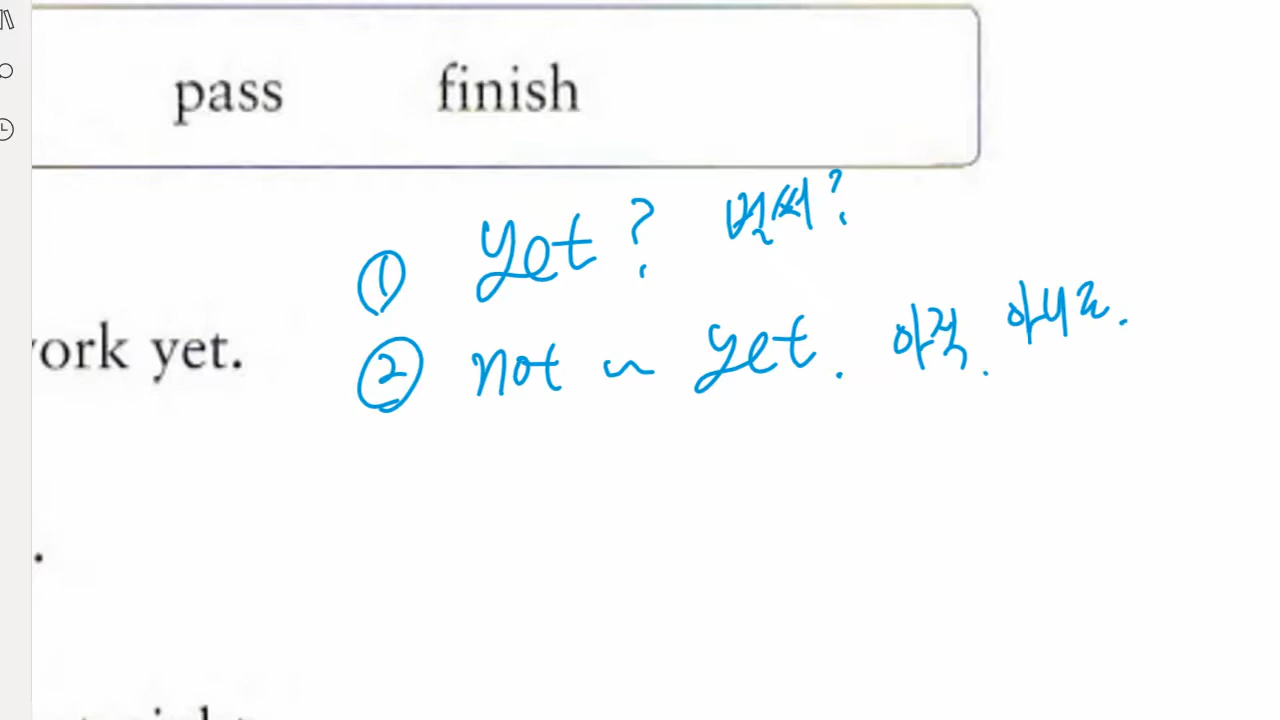 pass finish
① yet? 벌써?
ork yet. ② not ~ yet. 아직. 아니요.
.